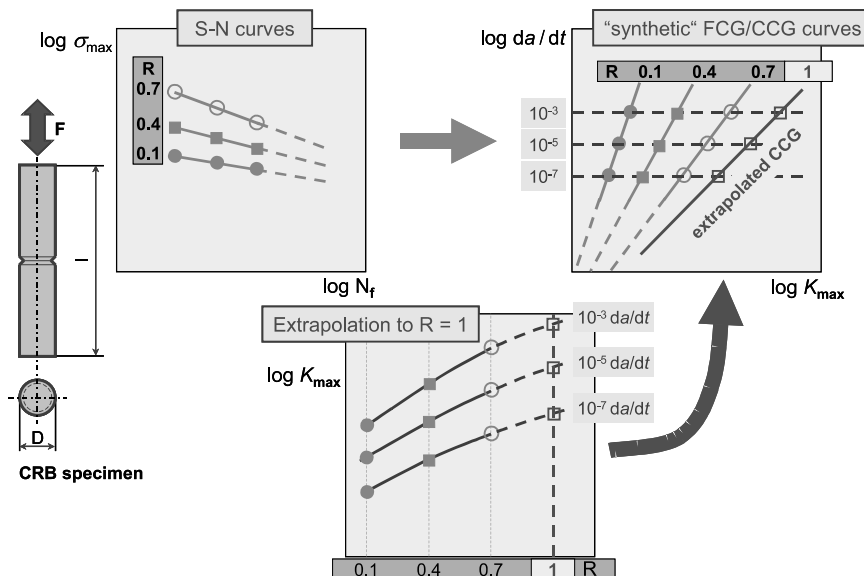 S-N curves
log σmax
R
0.7
0.4
0.1
log Nf
F
l
D
CRB specimen
"synthetic“ FCG/CCG curves
log da/dt
R 0.1 0.4 0.7 1
10-3
10-5
10-7
extrapolated CCG
log Kmax
Extrapolation to R = 1
log Kmax
10-3 da/dt
10-5 da/dt
10-7 da/dt
0.1 0.4 0.7 1 R